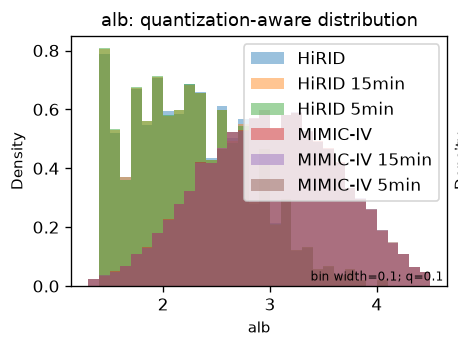 alb: quantization-aware distribution
0.8
0.6
0.4
0.2
0.0
Density
HiRID
HiRID 15min
HiRID 5min
MIMIC-IV
MIMIC-IV 15min
MIMIC-IV 5min
bin width=0.1; q=0.1
2
3
4
alb